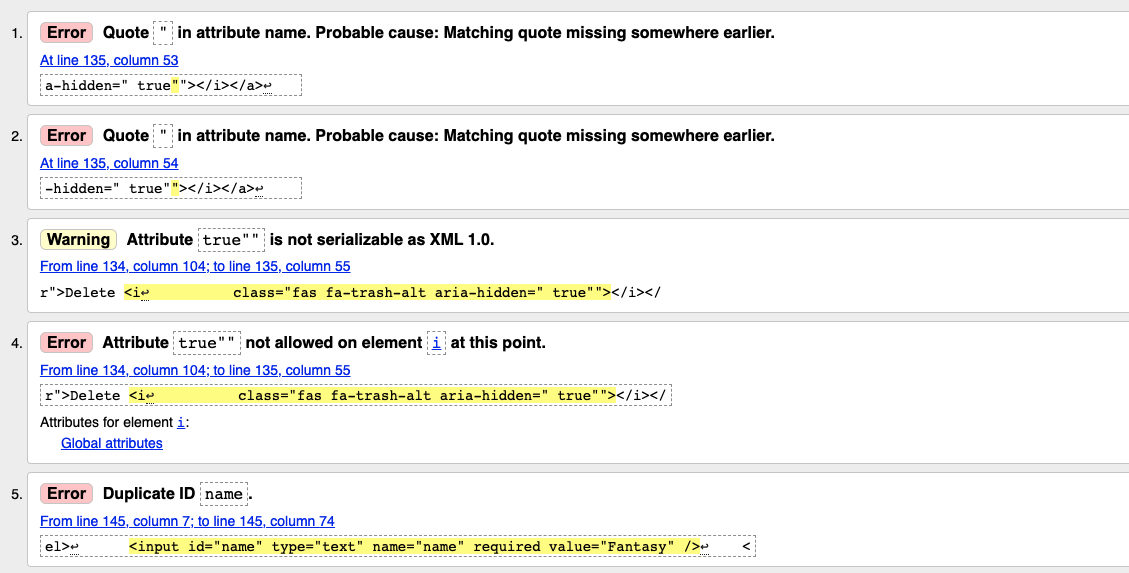 1. Error Quote " in attribute name. Probable cause: Matching quote missing somewhere earlier.
At line 135, column 53
a-hidden=" true""></i></a>↩
2. Error Quote " in attribute name. Probable cause: Matching quote missing somewhere earlier.
At line 135, column 54
-hidden=" true""></i></a>↩
3. Warning Attribute true"" is not serializable as XML 1.0.
From line 134, column 104; to line 135, column 55
r">Delete <i↩ class="fas fa-trash-alt aria-hidden=" true""></i></
4. Error Attribute true"" not allowed on element i at this point.
From line 134, column 104; to line 135, column 55
r">Delete <i↩ class="fas fa-trash-alt aria-hidden=" true""></i></
Attributes for element i:
Global attributes
5. Error Duplicate ID name.
From line 145, column 7; to line 145, column 74
el>↩ <input id="name" type="text" name="name" required value="Fantasy" />↩ <